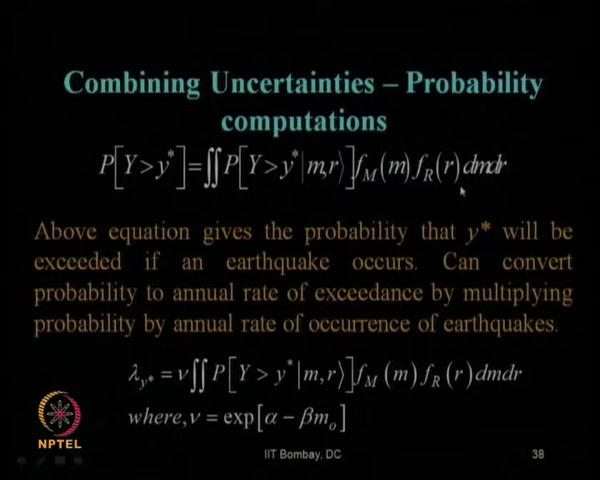 Combining Uncertainties – Probability
computations
P[Y>y*]=∬P[Y>y*|m,r⟩]f_M(m)f_R(r)dmdr
Above equation gives the probability that y* will be
exceeded if an earthquake occurs. Can convert
probability to annual rate of exceedance by multiplying
probability by annual rate of occurrence of earthquakes.
λ_y* = ν∬P[Y > y*|m,r⟩]f_M(m)f_R(r)dmdr
where,ν = exp[α − βm_o]
NPTEL
IIT Bombay, DC
38